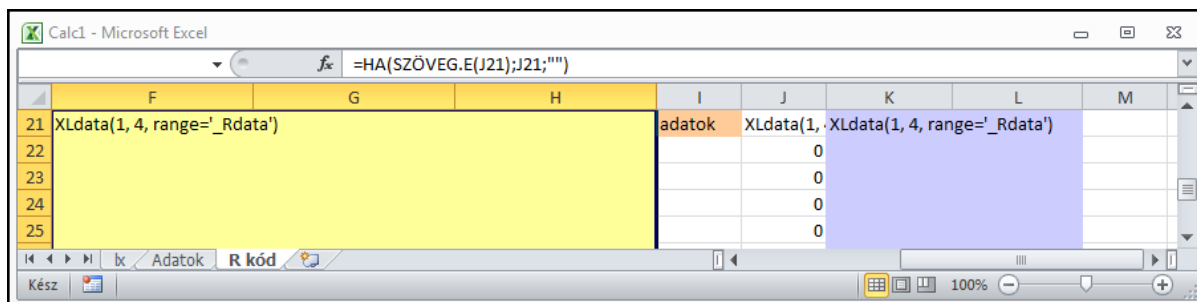 Calc1 - Microsoft Excel
fx =HA(SZÖVEG.E(J21);J21;"")
F G H I J K L M
21 XLdata(1, 4, range='_Rdata') adatok XLdata(1, XLdata(1, 4, range='_Rdata')
22 0
23 0
24 0
25 0
lx Adatok R kód
Kész 100%